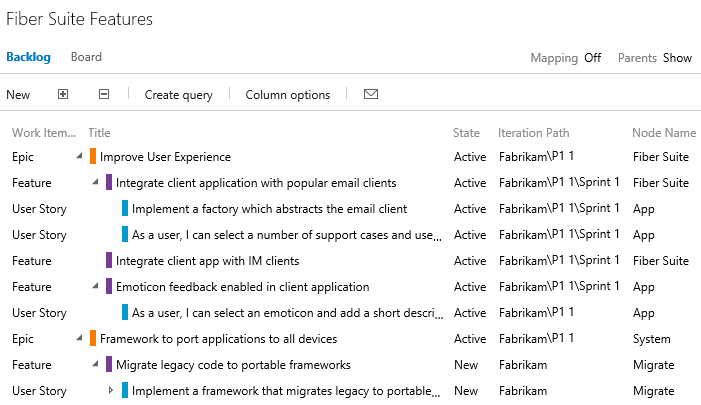 Fiber Suite Features
Backlog Board Mapping Off Parents Show
New Create query Column options
Work Item... Title State Iteration Path Node Name
Epic Improve User Experience Active Fabrikam\P1 1 Fiber Suite
Feature Integrate client application with popular email clients Active Fabrikam\P1 1\Sprint 1 Fiber Suite
User Story Implement a factory which abstracts the email client Active Fabrikam\P1 1\Sprint 1 App
User Story As a user, I can select a number of support cases and use... Active Fabrikam\P1 1\Sprint 1 App
Feature Integrate client app with IM clients Active Fabrikam\P1 1\Sprint 1 Fiber Suite
Feature Emoticon feedback enabled in client application Active Fabrikam\P1 1\Sprint 1 App
User Story As a user, I can select an emoticon and add a short descri... Active Fabrikam\P1 1 App
Epic Framework to port applications to all devices Active Fabrikam\P1 1 System
Feature Migrate legacy code to portable frameworks New Fabrikam Migrate
User Story Implement a framework that migrates legacy to portable... New Fabrikam Migrate